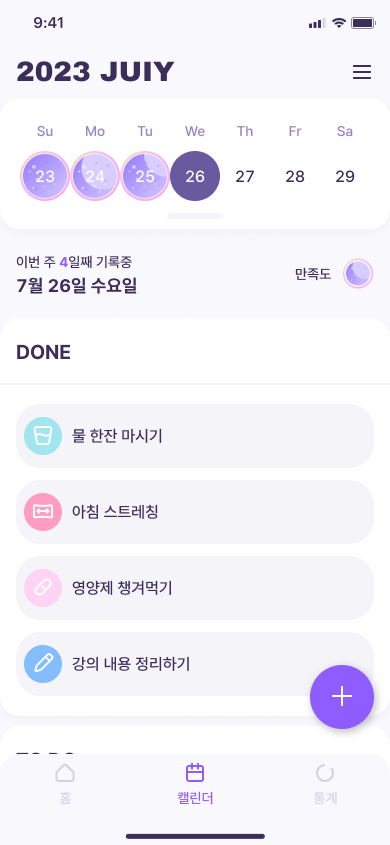 9:41
2023 JUIY
Su Mo Tu We Th Fr Sa
23 24 25 26 27 28 29
이번 주 4일째 기록중
7월 26일 수요일
만족도
DONE
물 한잔 마시기
아침 스트레칭
영양제 챙겨먹기
강의 내용 정리하기
홈 캘린더 통계